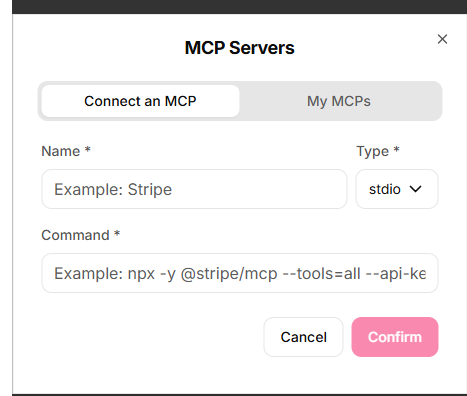 MCP Servers
Connect an MCP
My MCPs
Name *
Type *
Example: Stripe
stdio
Command *
Example: npx -y @stripe/mcp --tools=all --api-ke
Cancel
Confirm